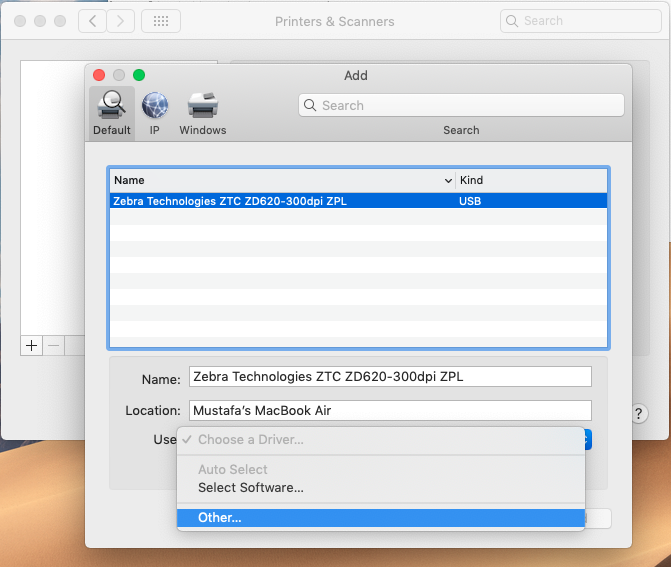 Printers & Scanners
Search
Add
Default
IP
Windows
Search
Search
Name
Kind
Zebra Technologies ZTC ZD620-300dpi ZPL
USB
+
−
Name:
Zebra Technologies ZTC ZD620-300dpi ZPL
Location:
Mustafa’s MacBook Air
?
Use
✓ Choose a Driver...
Auto Select
Select Software...
Other...